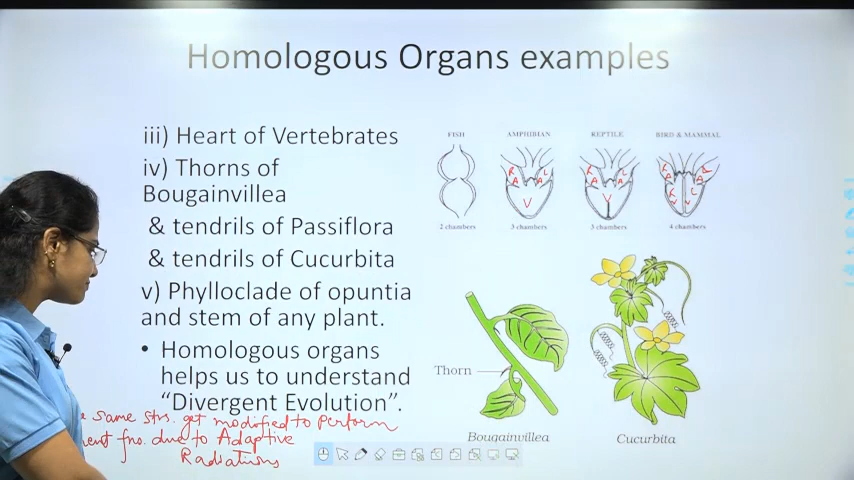 Homologous Organs examples
iii) Heart of Vertebrates
iv) Thorns of
Bougainvillea
& tendrils of Passiflora
& tendrils of Cucurbita
v) Phylloclade of opuntia
and stem of any plant.
• Homologous organs
helps us to understand
“Divergent Evolution”.
same strs. get modified to perform
fns. due to Adaptive
Radiations
FISH AMPHIBIAN REPTILE BIRD & MAMMAL
R L R L R L
A A A A A A
V V R L
V V
2 chambers 3 chambers 3 chambers 4 chambers
Thorn
Bougainvillea Cucurbita